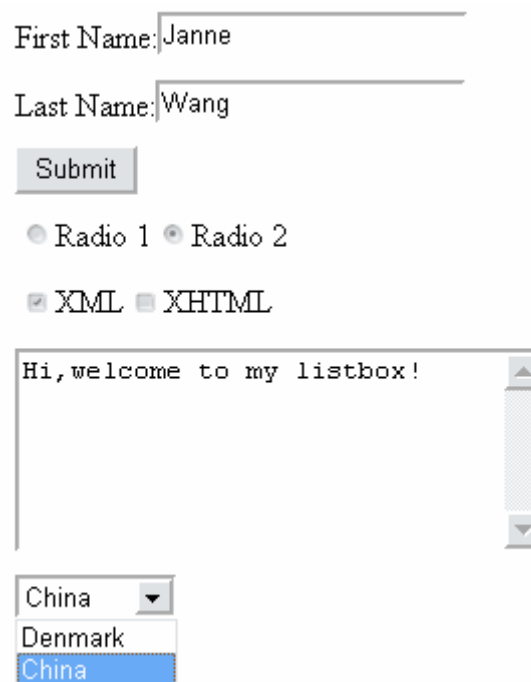 First Name:Janne
Last Name:Wang
Submit
Radio 1 Radio 2
XML XHTML
Hi,welcome to my listbox!
China
Denmark
China